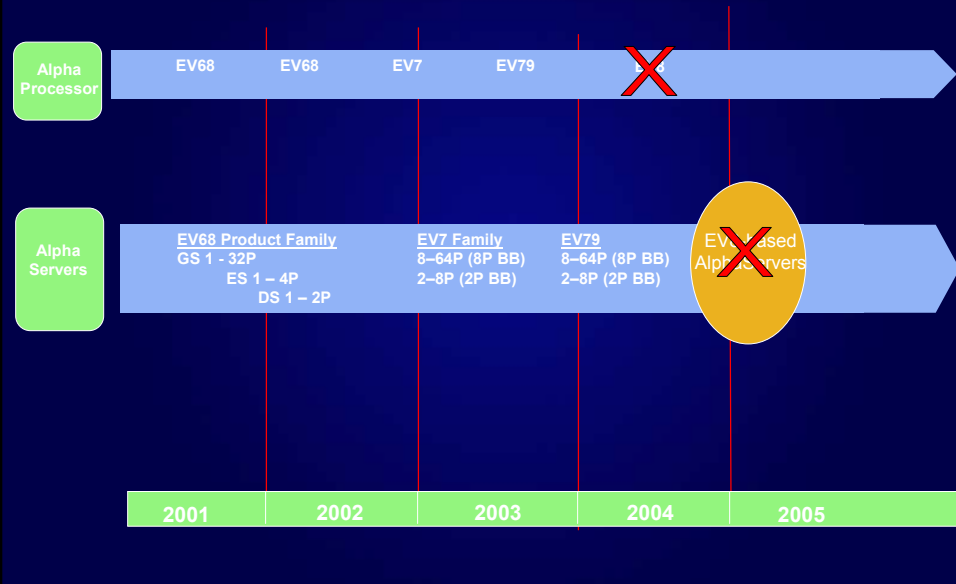 Alpha
Processor
EV68
EV68
EV7
EV79
Alpha
Servers
EV68 Product Family
GS 1 - 32P
ES 1 – 4P
DS 1 – 2P
EV7 Family
8–64P (8P BB)
2–8P (2P BB)
EV79
8–64P (8P BB)
2–8P (2P BB)
2001
2002
2003
2004
2005